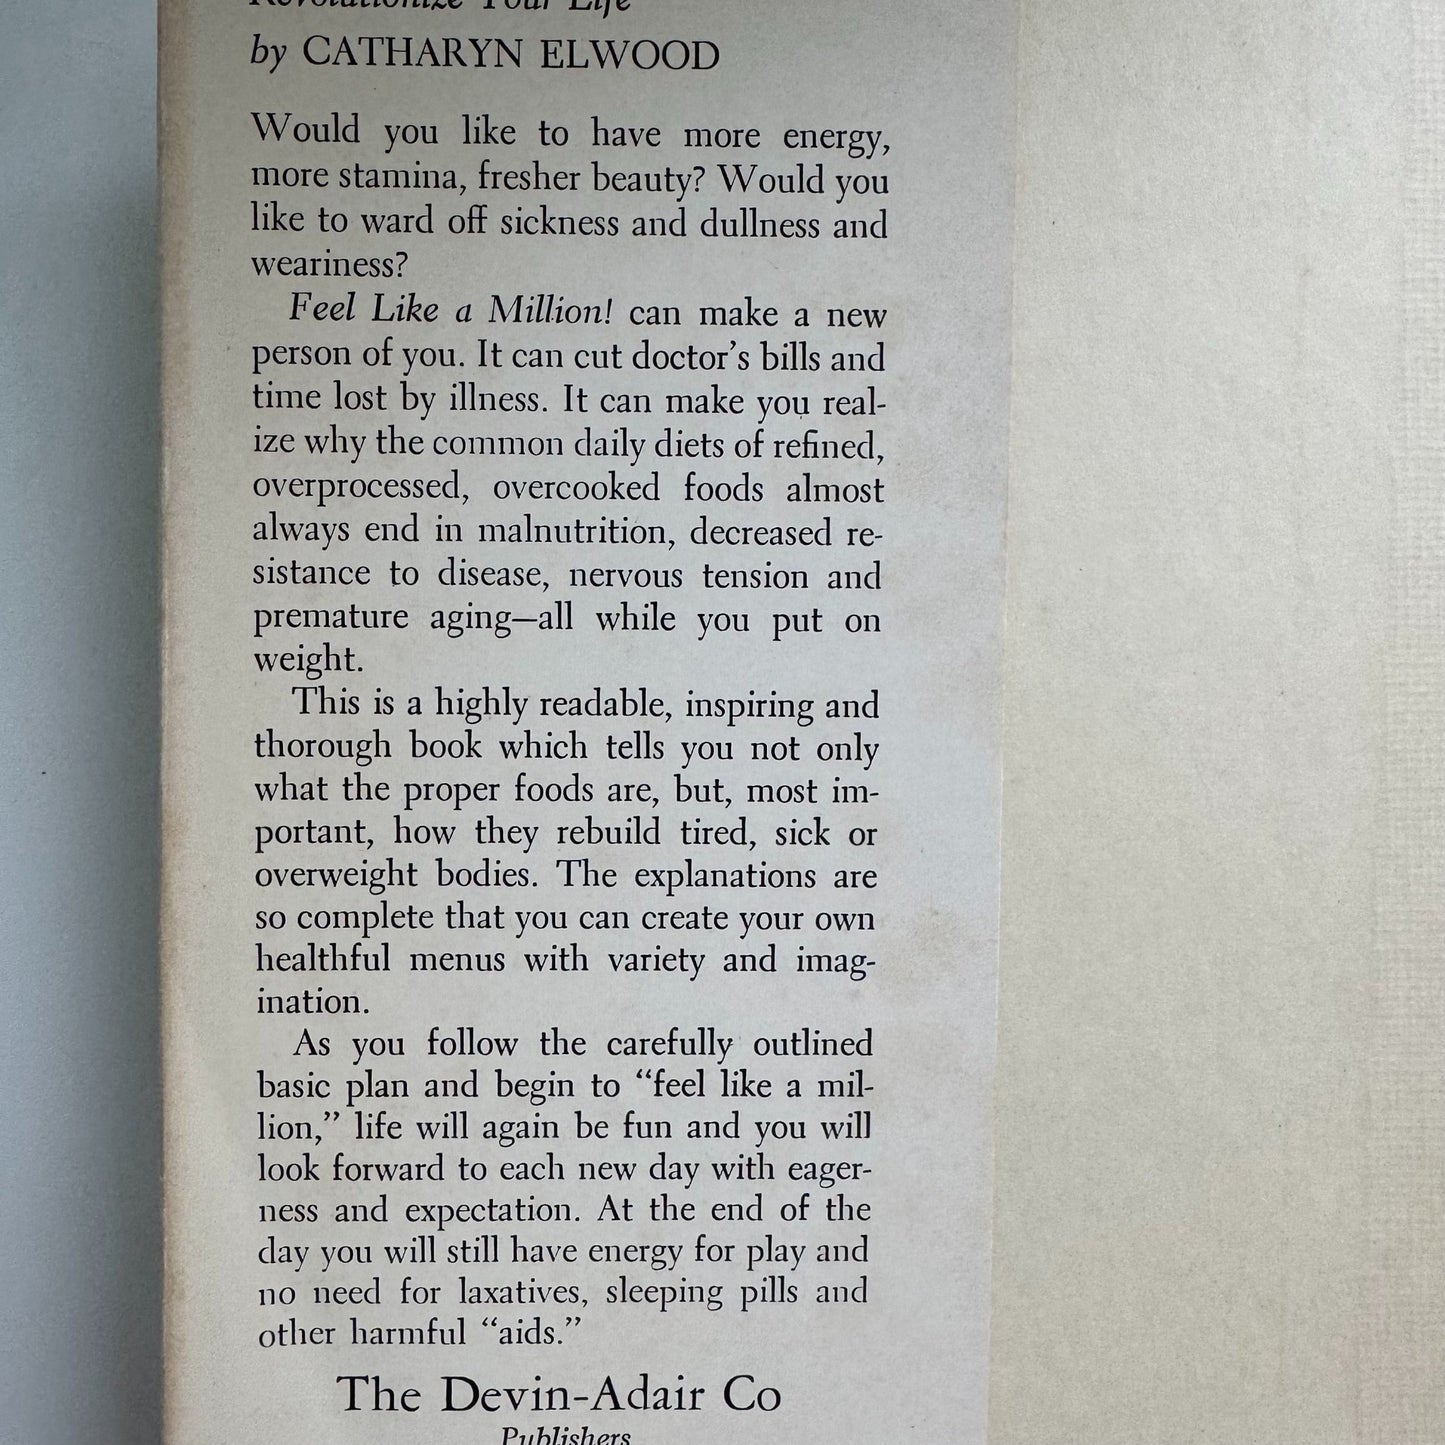 Revolutionize Your Life
by CATHARYN ELWOOD
Would you like to have more energy,
more stamina, fresher beauty? Would you
like to ward off sickness and dullness and
weariness?
Feel Like a Million! can make a new
person of you. It can cut doctor's bills and
time lost by illness. It can make you real-
ize why the common daily diets of refined,
overprocessed, overcooked foods almost
always end in malnutrition, decreased re-
sistance to disease, nervous tension and
premature aging—all while you put on
weight.
This is a highly readable, inspiring and
thorough book which tells you not only
what the proper foods are, but, most im-
portant, how they rebuild tired, sick or
overweight bodies. The explanations are
so complete that you can create your own
healthful menus with variety and imag-
ination.
As you follow the carefully outlined
basic plan and begin to “feel like a mil-
lion,” life will again be fun and you will
look forward to each new day with eager-
ness and expectation. At the end of the
day you will still have energy for play and
no need for laxatives, sleeping pills and
other harmful “aids.”
The Devin-Adair Co
Publishers